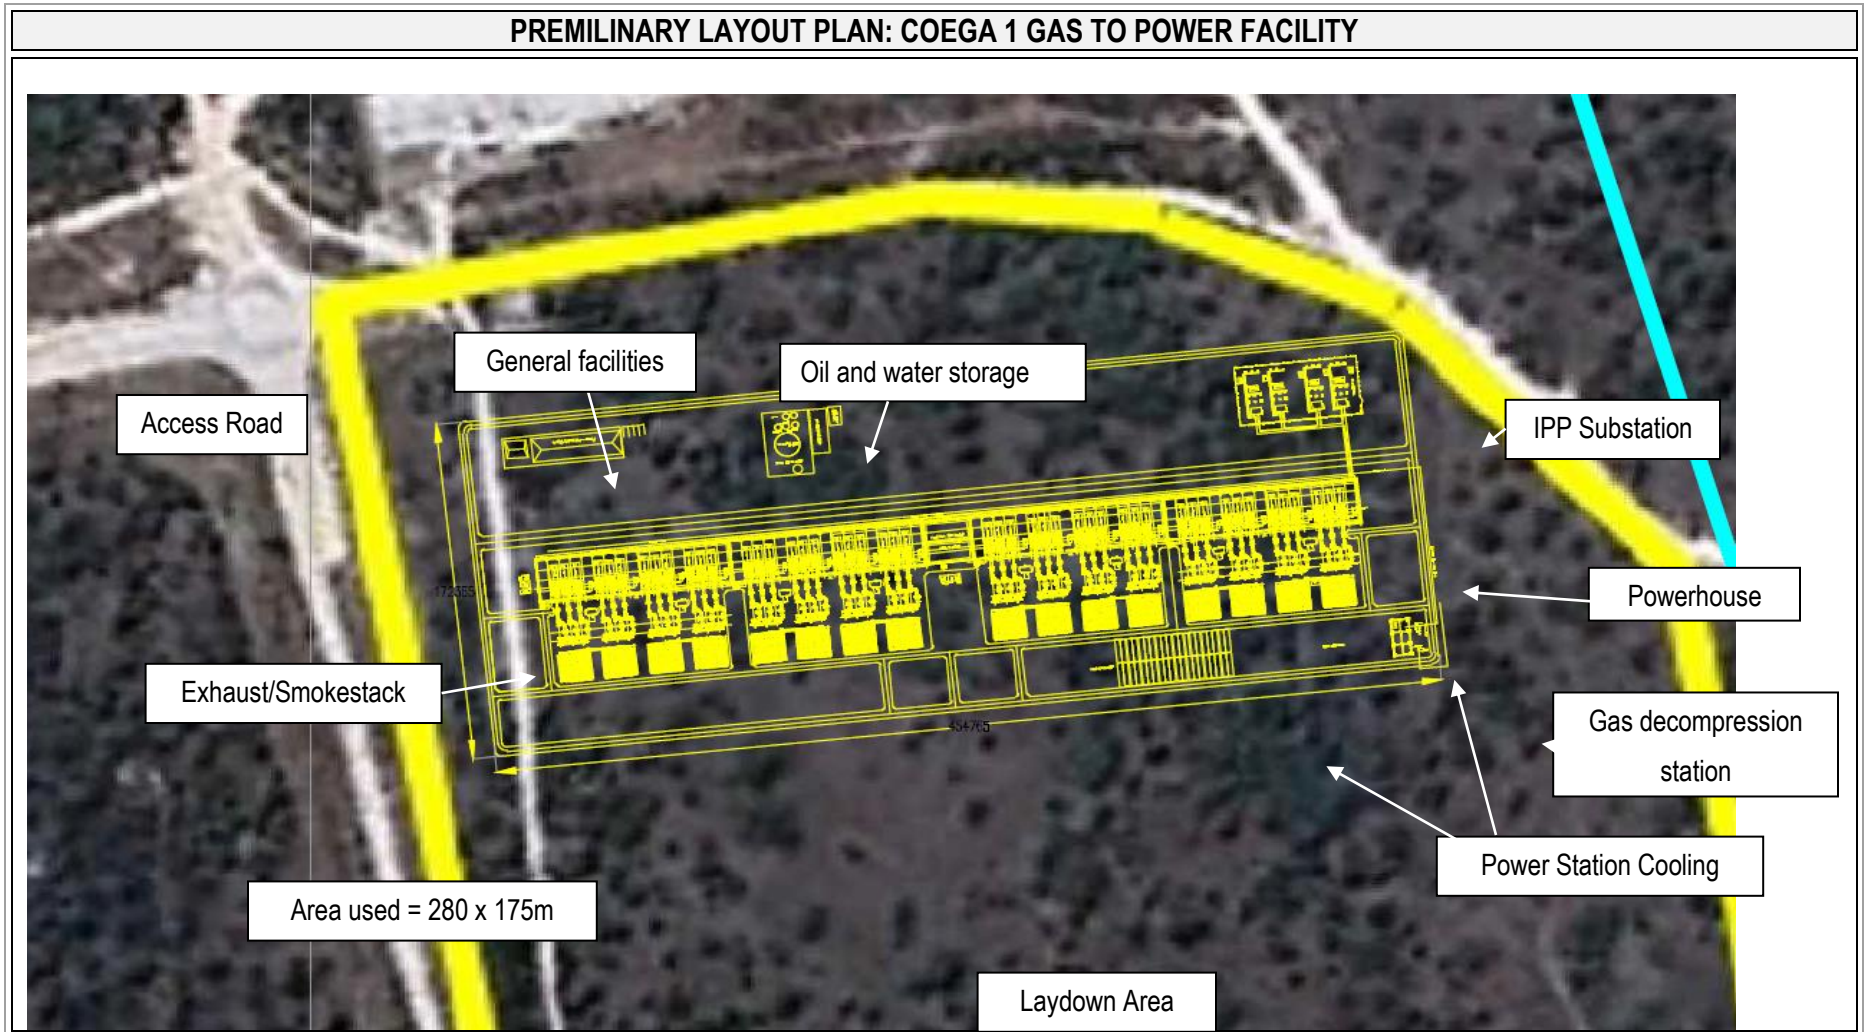 PREMILINARY LAYOUT PLAN: COEGA 1 GAS TO POWER FACILITY
General facilities
Oil and water storage
Access Road
IPP Substation
Powerhouse
Exhaust/Smokestack
Gas decompression
station
454765
Power Station Cooling
Area used = 280 x 175m
Laydown Area